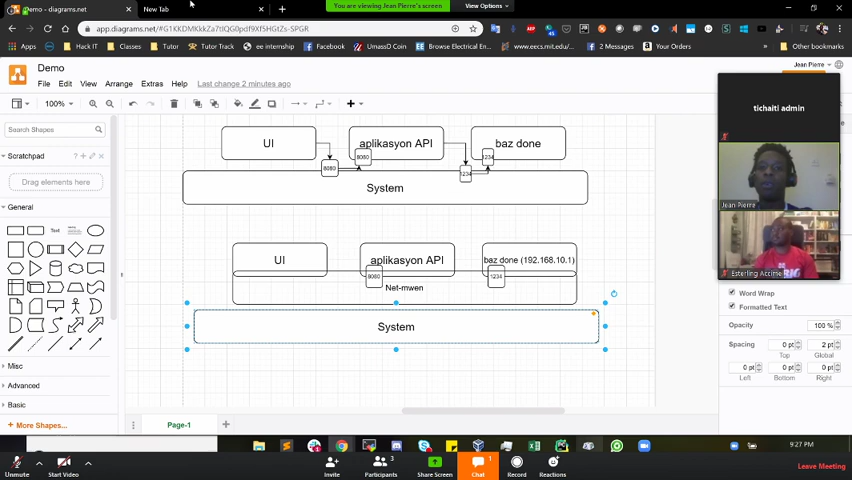 Demo - diagrams.net
New Tab
You are viewing Jean Pierre's screen
View Options
Apps
Hack IT
Classes
Tutor
Tutor Track
ee internship
Facebook
UmassD Coin
Browse Electrical En...
www.eecs.mit.edu/...
2 Messages
Your Orders
Other bookmarks
Demo
Jean Pierre
File Edit View Arrange Extras Help Last change 2 minutes ago
100%
Search Shapes
Scratchpad
Drag elements here
General
Text
Misc
Advanced
Basic
+ More Shapes...
UI
aplikasyon API
baz done
8080
8080
1234
1234
System
UI
aplikasyon API
baz done (192.168.10.1)
8080
1234
Net-mwen
System
tichaiti admin
Jean Pierre
Esterling Accime
Word Wrap
Formatted Text
Opacity
100 %
Spacing
0 pt
2 pt
Top
Global
0 pt
0 pt
0 pt
Left
Bottom
Right
Page-1
9:27 PM
Unmute
Start Video
Invite
Participants
3
Share Screen
Chat
1
Record
Reactions
Leave Meeting